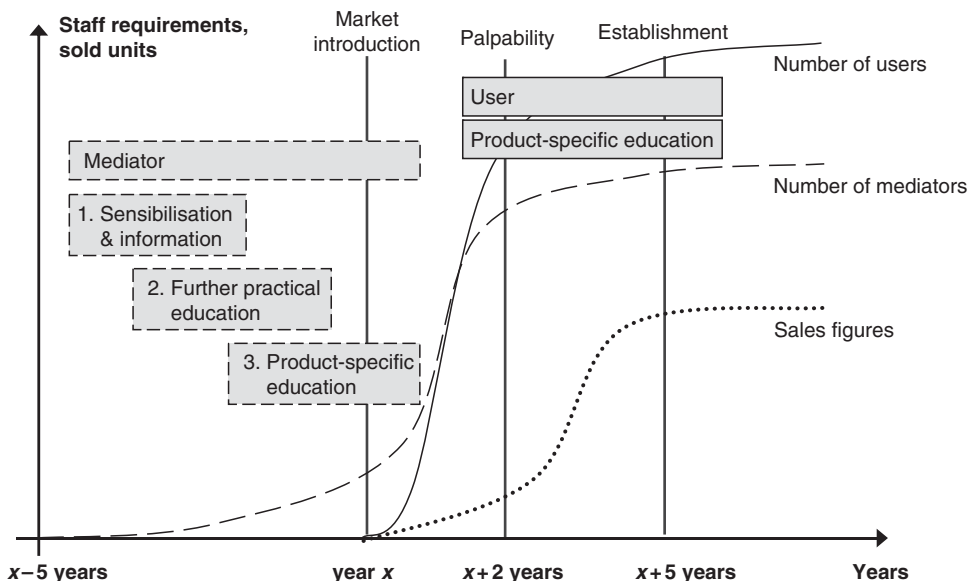 Staff requirements,
sold units
Market
introduction
Palpability
Establishment
Number of users
User
Product-specific education
Mediator
Number of mediators
1. Sensibilisation
& information
2. Further practical
education
Sales figures
3. Product-specific
education
x – 5 years
year x
x + 2 years
x + 5 years
Years